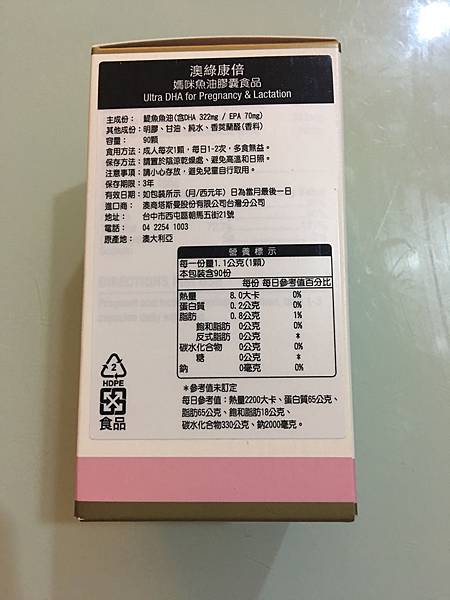 澳綠康倍
媽咪魚油膠囊食品
Ultra DHA for Pregnancy & Lactation
主成份： 鯷魚魚油(含DHA 322mg / EPA 70mg)
其他成份：明膠、甘油、純水、香莢蘭醛(香料)
容量： 90顆
食用方法：成人每次1顆，每日1-2次，多食無益。
保存方法：請置於陰涼乾燥處、避免高溫和日照。
注意事項：請小心存放，避免兒童自行取用。
保存期限：3年
有效日期：如包裝所示（月/西元年）日為當月最後一日
進口商： 澳商塔斯曼股份有限公司台灣分公司
地址： 台中市西屯區朝馬五街21號
電話： 04 2254 1003
原產地： 澳大利亞
營養標示
每一份量1.1公克(1顆)
本包裝含90份
每份 每日參考值百分比
熱量 8.0大卡 0%
蛋白質 0.2公克 0%
脂肪 0.8公克 1%
飽和脂肪 0公克 0%
反式脂肪 0公克 *
碳水化合物 0公克 0%
糖 0公克 *
鈉 0毫克 0%
*參考值未訂定
每日參考值：熱量2200大卡、蛋白質65公克、
脂肪65公克、飽和脂肪18公克、
碳水化合物330公克、鈉2000毫克。
2
HDPE
食品